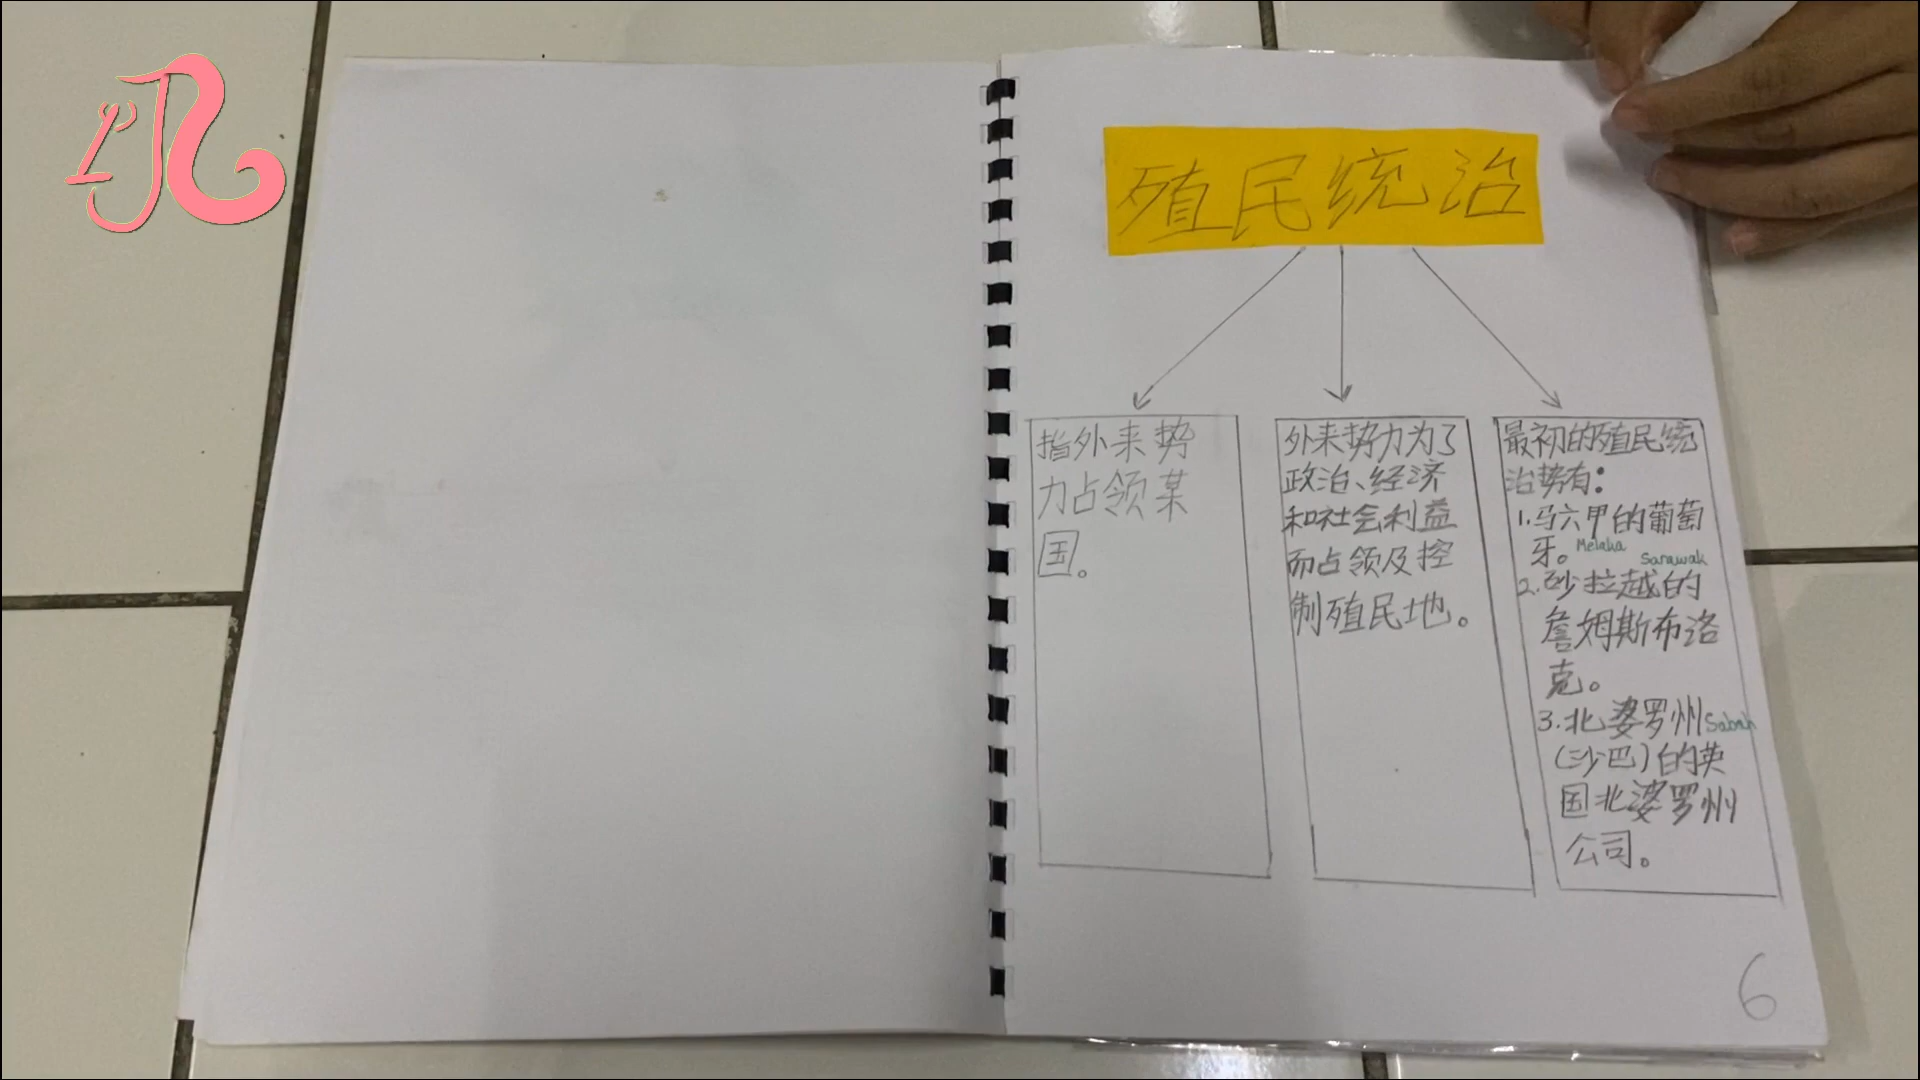 殖民统治
指外来势
力占领某
国。
外来势力为了
政治、经济
和社会利益
而占领及控
制殖民地。
最初的殖民统
治势有:
1.马六甲的葡萄
牙。Melaka
Sarawak
2.砂拉越的
詹姆斯布洛
克。
3.北婆罗州Sabah
(沙巴)的英
国北婆罗州
公司。
6